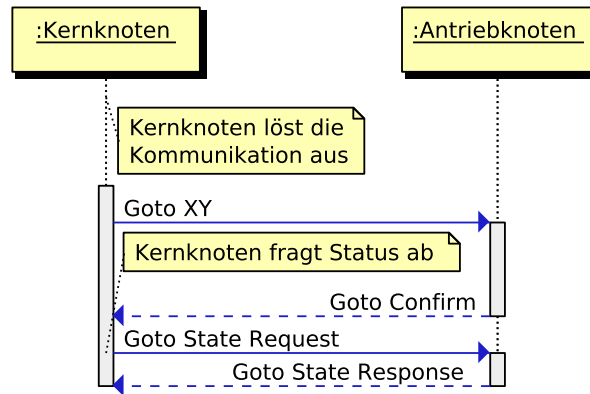 :Kernknoten
:Antriebknoten
Kernknoten löst die
Kommunikation aus
Goto XY
Kernknoten fragt Status ab
Goto Confirm
Goto State Request
Goto State Response